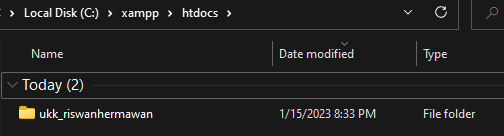 Local Disk (C:) > xampp > htdocs >
Name Date modified Type
Today (2)
ukk_riswanhermawan 1/15/2023 8:33 PM File folder